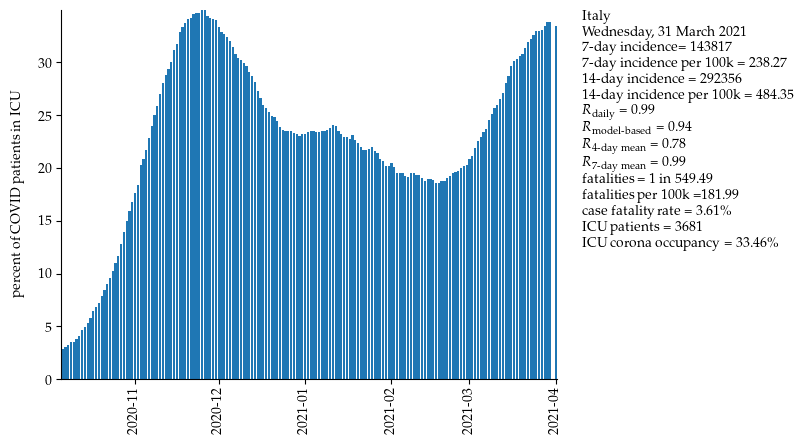 percent of COVID patients in ICU
30
25
20
15
10
5
0
2020-11
2020-12
2021-01
2021-02
2021-03
2021-04
Italy
Wednesday, 31 March 2021
7-day incidence= 143817
7-day incidence per 100k = 238.27
14-day incidence = 292356
14-day incidence per 100k = 484.35
R_daily = 0.99
R_model-based = 0.94
R_4-day mean = 0.78
R_7-day mean = 0.99
fatalities = 1 in 549.49
fatalities per 100k =181.99
case fatality rate = 3.61%
ICU patients = 3681
ICU corona occupancy = 33.46%